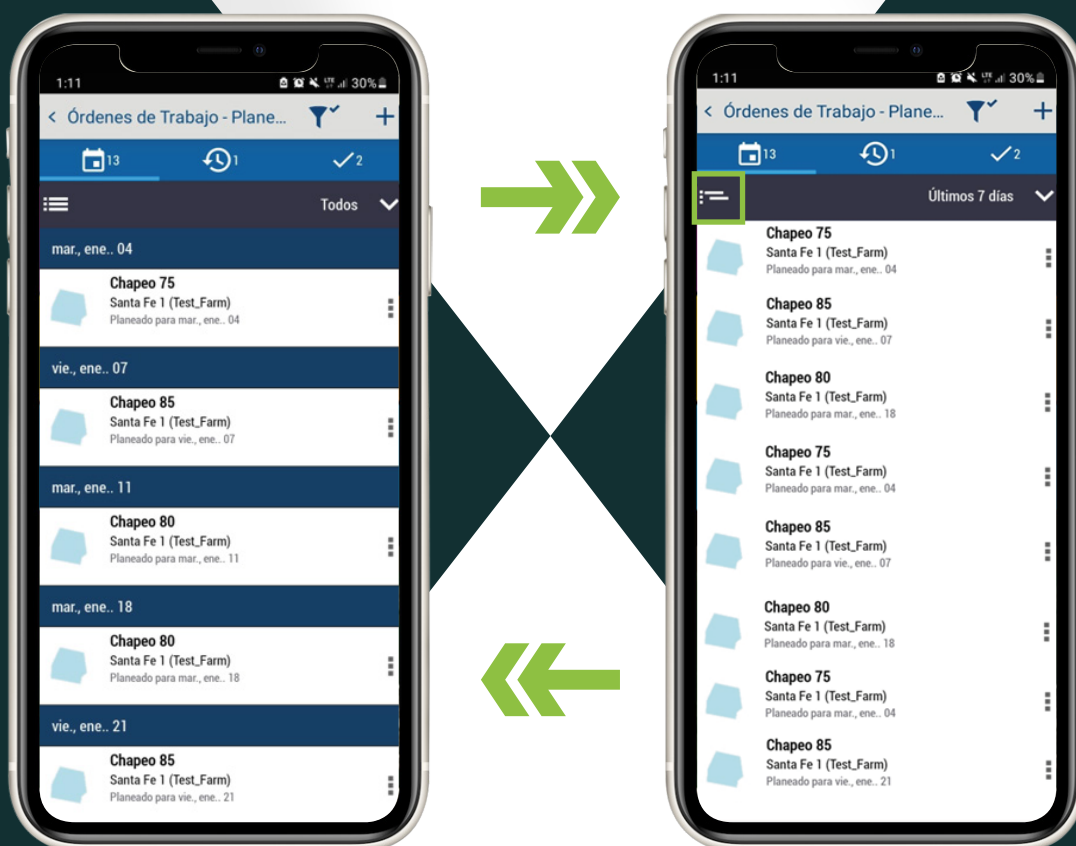 1:11
LTE 30%
< Órdenes de Trabajo - Plane...
13
1
2
Todos
mar., ene.. 04
Chapeo 75
Santa Fe 1 (Test_Farm)
Planeado para mar., ene.. 04
vie., ene.. 07
Chapeo 85
Santa Fe 1 (Test_Farm)
Planeado para vie., ene.. 07
mar., ene.. 11
Chapeo 80
Santa Fe 1 (Test_Farm)
Planeado para mar., ene.. 11
mar., ene.. 18
Chapeo 80
Santa Fe 1 (Test_Farm)
Planeado para mar., ene.. 18
vie., ene.. 21
Chapeo 85
Santa Fe 1 (Test_Farm)
Planeado para vie., ene.. 21
1:11
LTE 30%
< Órdenes de Trabajo - Plane...
13
1
2
Últimos 7 días
Chapeo 75
Santa Fe 1 (Test_Farm)
Planeado para mar., ene.. 04
Chapeo 85
Santa Fe 1 (Test_Farm)
Planeado para vie., ene.. 07
Chapeo 80
Santa Fe 1 (Test_Farm)
Planeado para mar., ene.. 18
Chapeo 75
Santa Fe 1 (Test_Farm)
Planeado para mar., ene.. 04
Chapeo 85
Santa Fe 1 (Test_Farm)
Planeado para vie., ene.. 07
Chapeo 80
Santa Fe 1 (Test_Farm)
Planeado para mar., ene.. 18
Chapeo 75
Santa Fe 1 (Test_Farm)
Planeado para mar., ene.. 04
Chapeo 85
Santa Fe 1 (Test_Farm)
Planeado para vie., ene.. 21